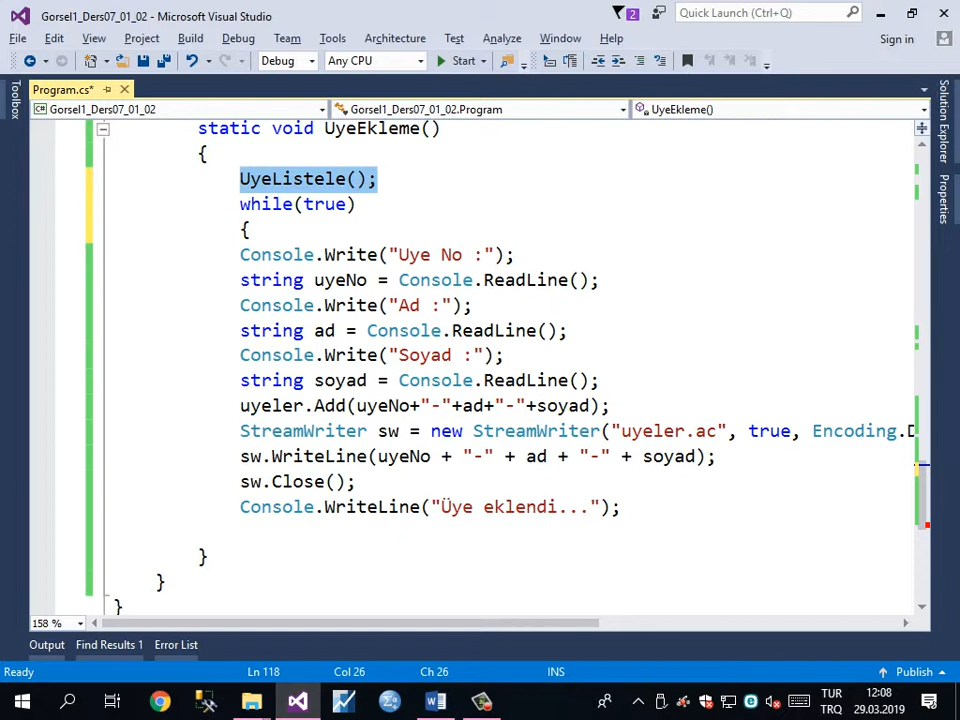 Gorsel1_Ders07_01_02 - Microsoft Visual Studio
2
Quick Launch (Ctrl+Q)
File Edit View Project Build Debug Team Tools Architecture Test Analyze Window Help
Sign in
Debug Any CPU Start
Toolbox
Program.cs*
Gorsel1_Ders07_01_02 Gorsel1_Ders07_01_02.Program UyeEkleme()
Solution Explorer
Properties
static void UyeEkleme()
{
UyeListele();
while(true)
{
Console.Write("Uye No :");
string uyeNo = Console.ReadLine();
Console.Write("Ad :");
string ad = Console.ReadLine();
Console.Write("Soyad :");
string soyad = Console.ReadLine();
uyeler.Add(uyeNo+"-"+ad+"-"+soyad);
StreamWriter sw = new StreamWriter("uyeler.ac", true, Encoding.D
sw.WriteLine(uyeNo + "-" + ad + "-" + soyad);
sw.Close();
Console.WriteLine("Üye eklendi...");
}
}
}
158 %
Output Find Results 1 Error List
Ready Ln 118 Col 26 Ch 26 INS Publish
TUR 12:08
TRQ 29.03.2019